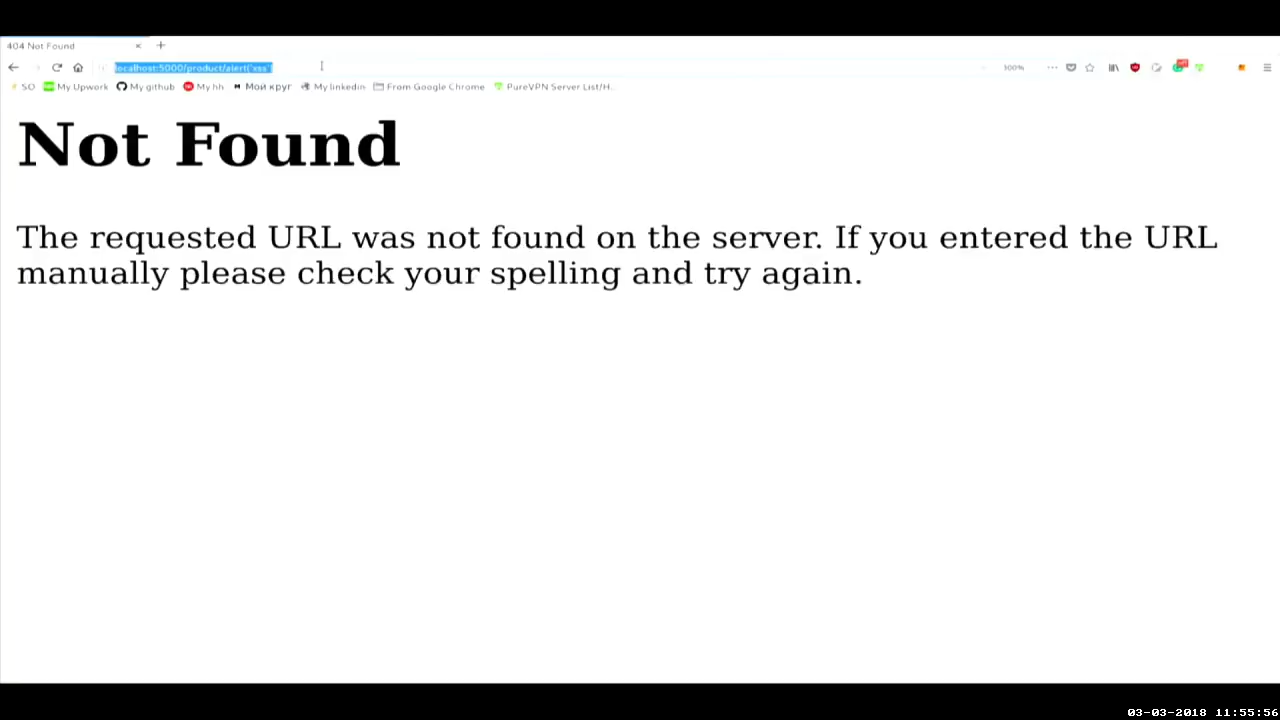 404 Not Found
localhost:5000/product/alert('xss')
300%
SO My Upwork My github My hh Мой круг My linkedin From Google Chrome PureVPN Server List/H.
Not Found
The requested URL was not found on the server. If you entered the URL
manually please check your spelling and try again.
03-03-2018 11:55:56